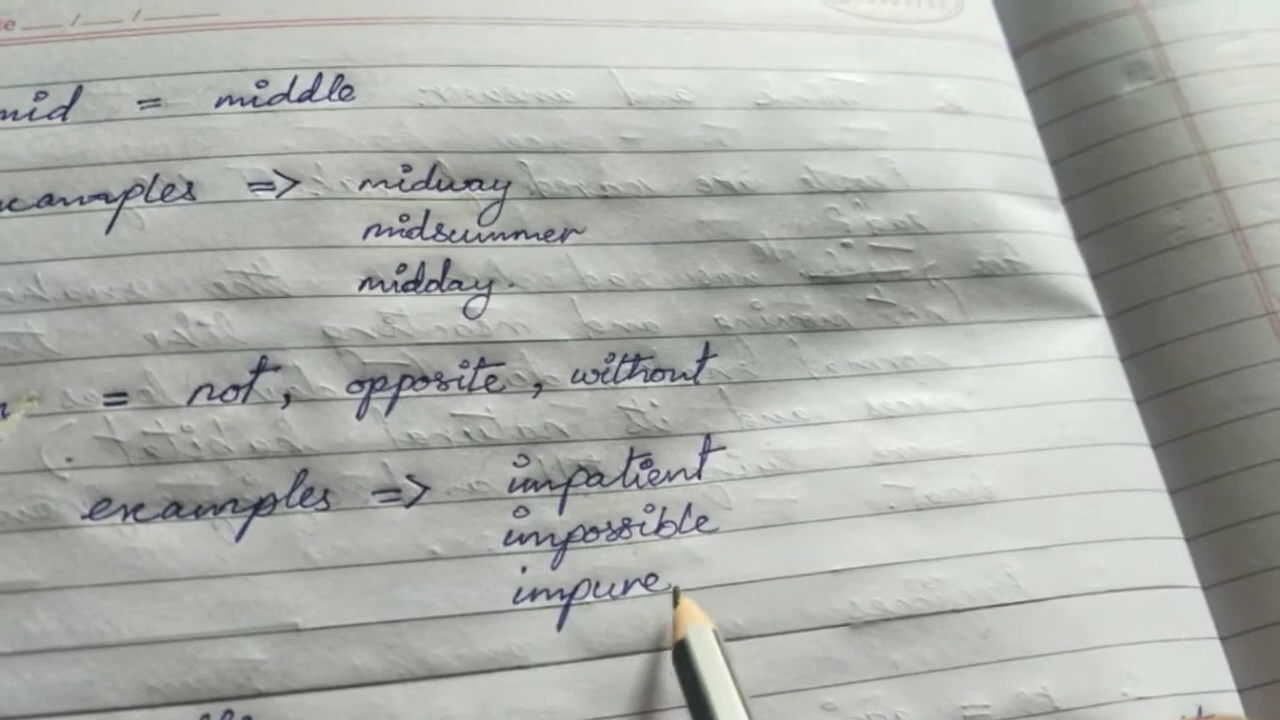 mid = middle
examples => midway
midsummer
midday.
= not, opposite, without
examples => impatient
impossible
impure